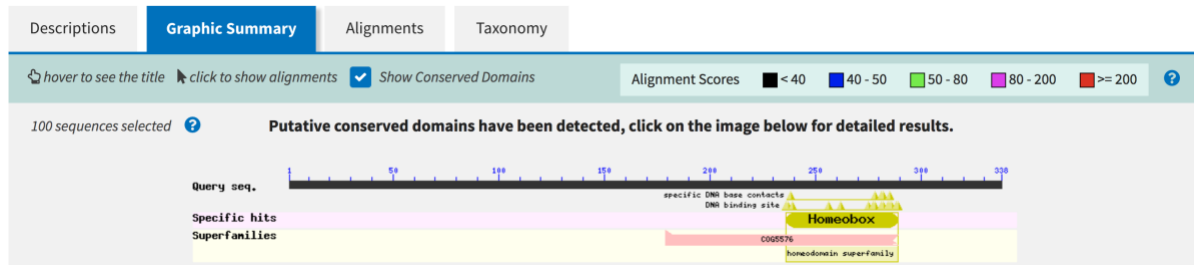 Descriptions Graphic Summary Alignments Taxonomy
hover to see the title click to show alignments Show Conserved Domains Alignment Scores < 40 40 - 50 50 - 80 80 - 200 >= 200 ?
100 sequences selected ? Putative conserved domains have been detected, click on the image below for detailed results.
1 50 100 150 200 250 300 338
Query seq.
specific DNA base contacts
DNA binding site
Specific hits Homeobox
Superfamilies COG5576
homeodomain superfamily